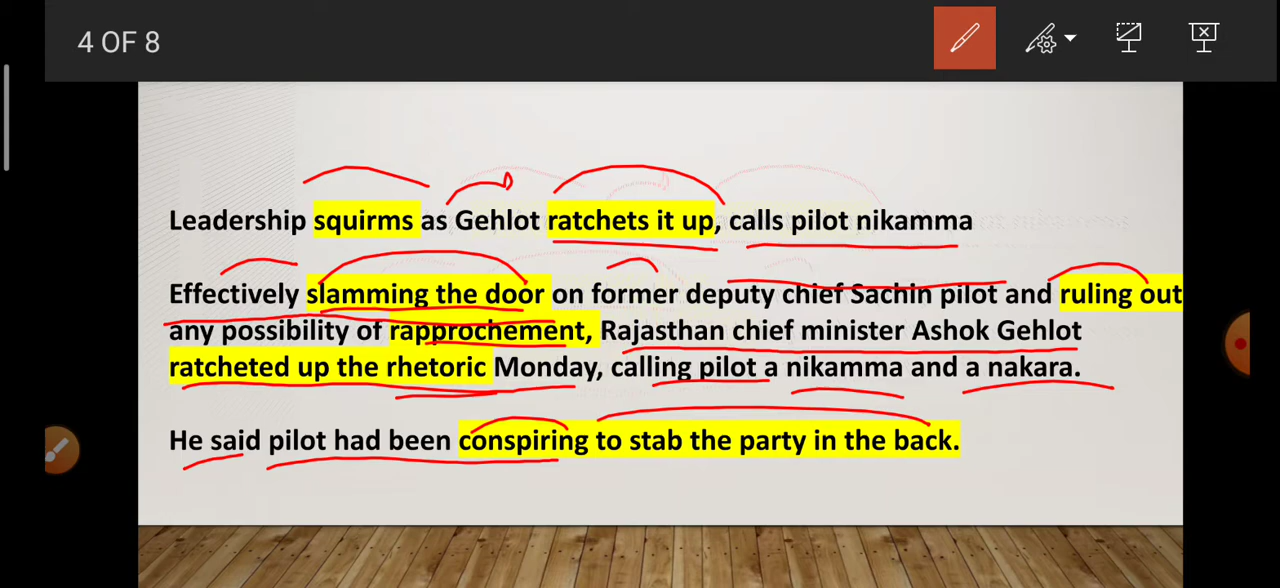 4 OF 8
Leadership squirms as Gehlot ratchets it up, calls pilot nikamma
Effectively slamming the door on former deputy chief Sachin pilot and ruling out
any possibility of rapprochement, Rajasthan chief minister Ashok Gehlot
ratcheted up the rhetoric Monday, calling pilot a nikamma and a nakara.
He said pilot had been conspiring to stab the party in the back.